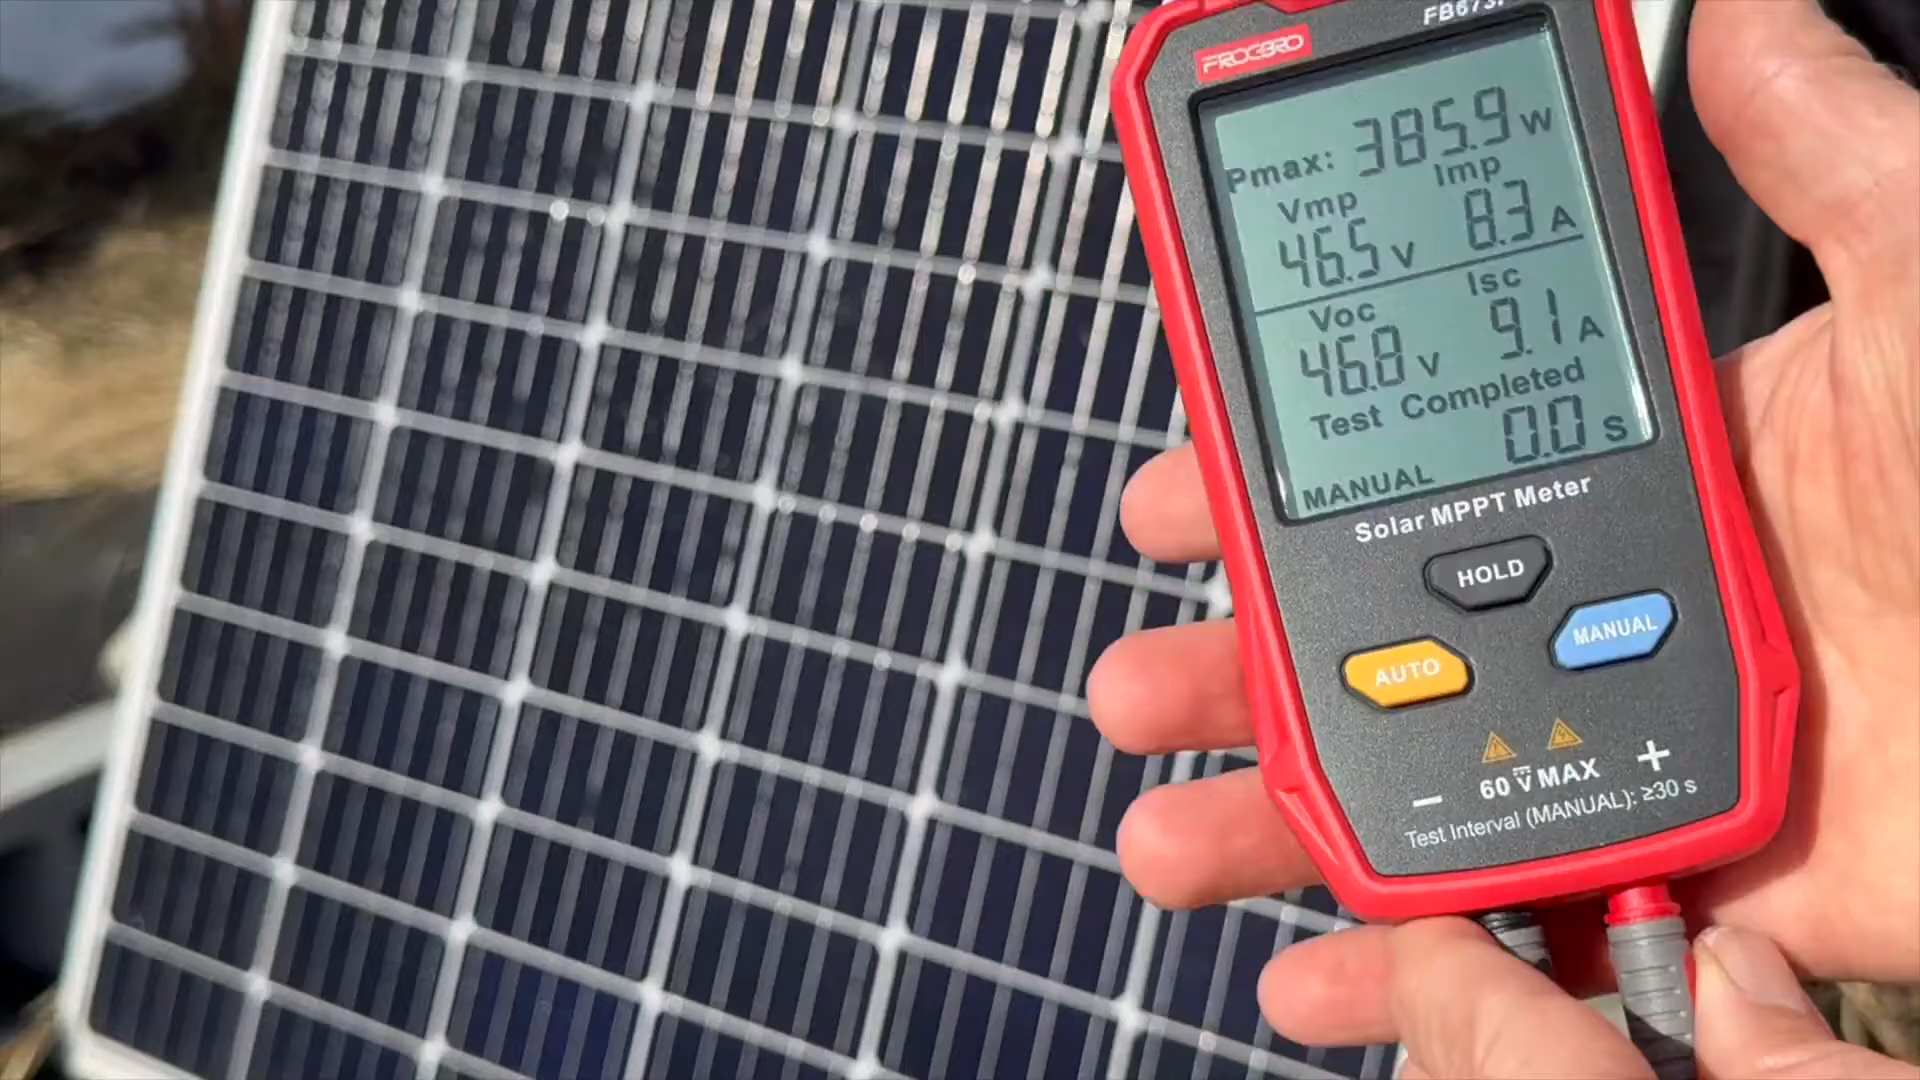 FROGBRO
Pmax: 385.9 W
Vmp Imp
46.5 V 8.3 A
Voc Isc
46.8 V 9.1 A
Test Completed
0.0 S
MANUAL
Solar MPPT Meter
HOLD
AUTO MANUAL
− 60 V MAX +
Test Interval (MANUAL): ≥30 s